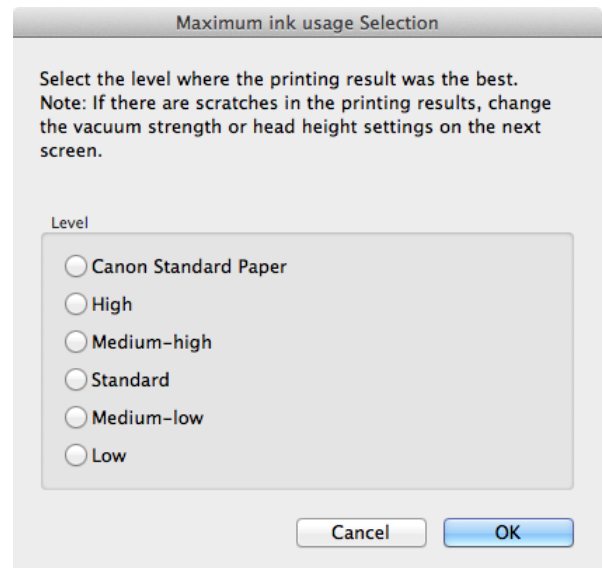 Maximum ink usage Selection
Select the level where the printing result was the best.
Note: If there are scratches in the printing results, change
the vacuum strength or head height settings on the next
screen.
Level
Canon Standard Paper
High
Medium-high
Standard
Medium-low
Low
Cancel OK